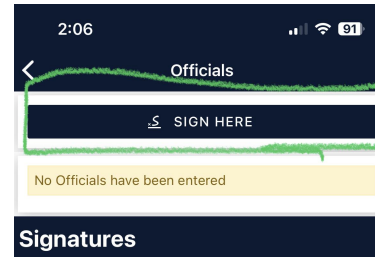 2:06
91
Officials
SIGN HERE
No Officials have been entered
Signatures